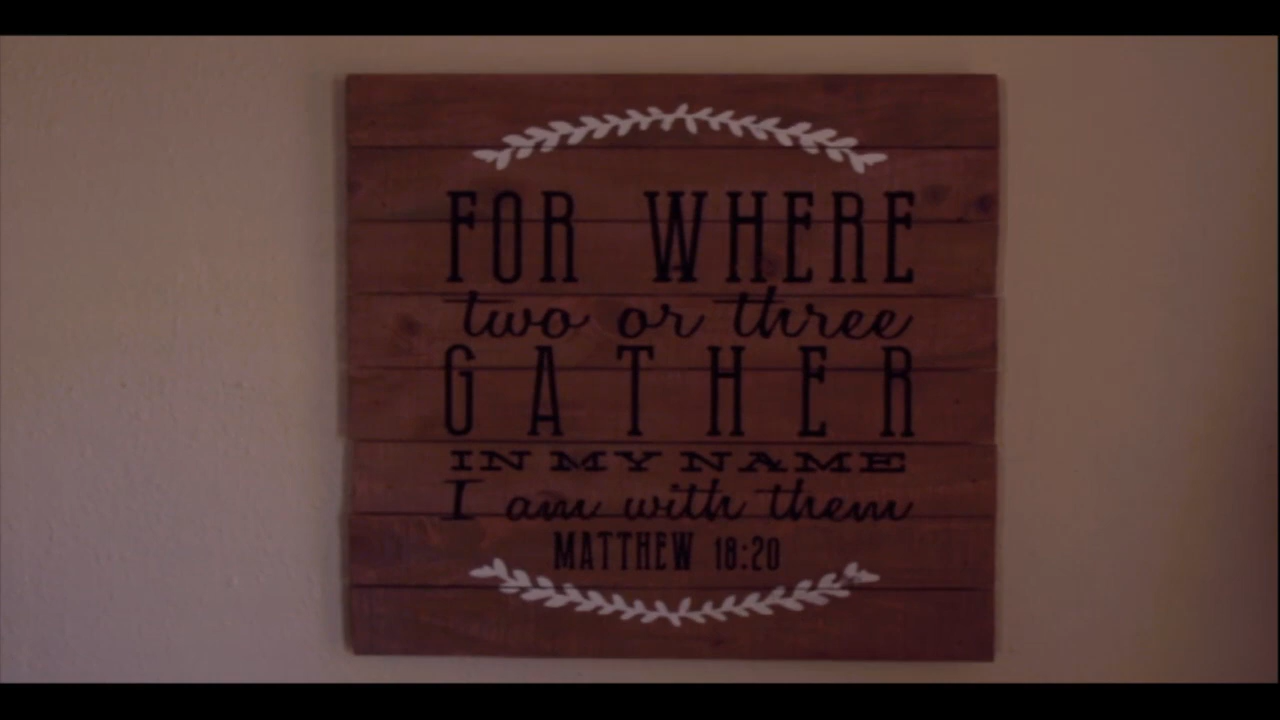 FOR WHERE
two or three
GATHER
IN MY NAME
I am with them
MATTHEW 18:20